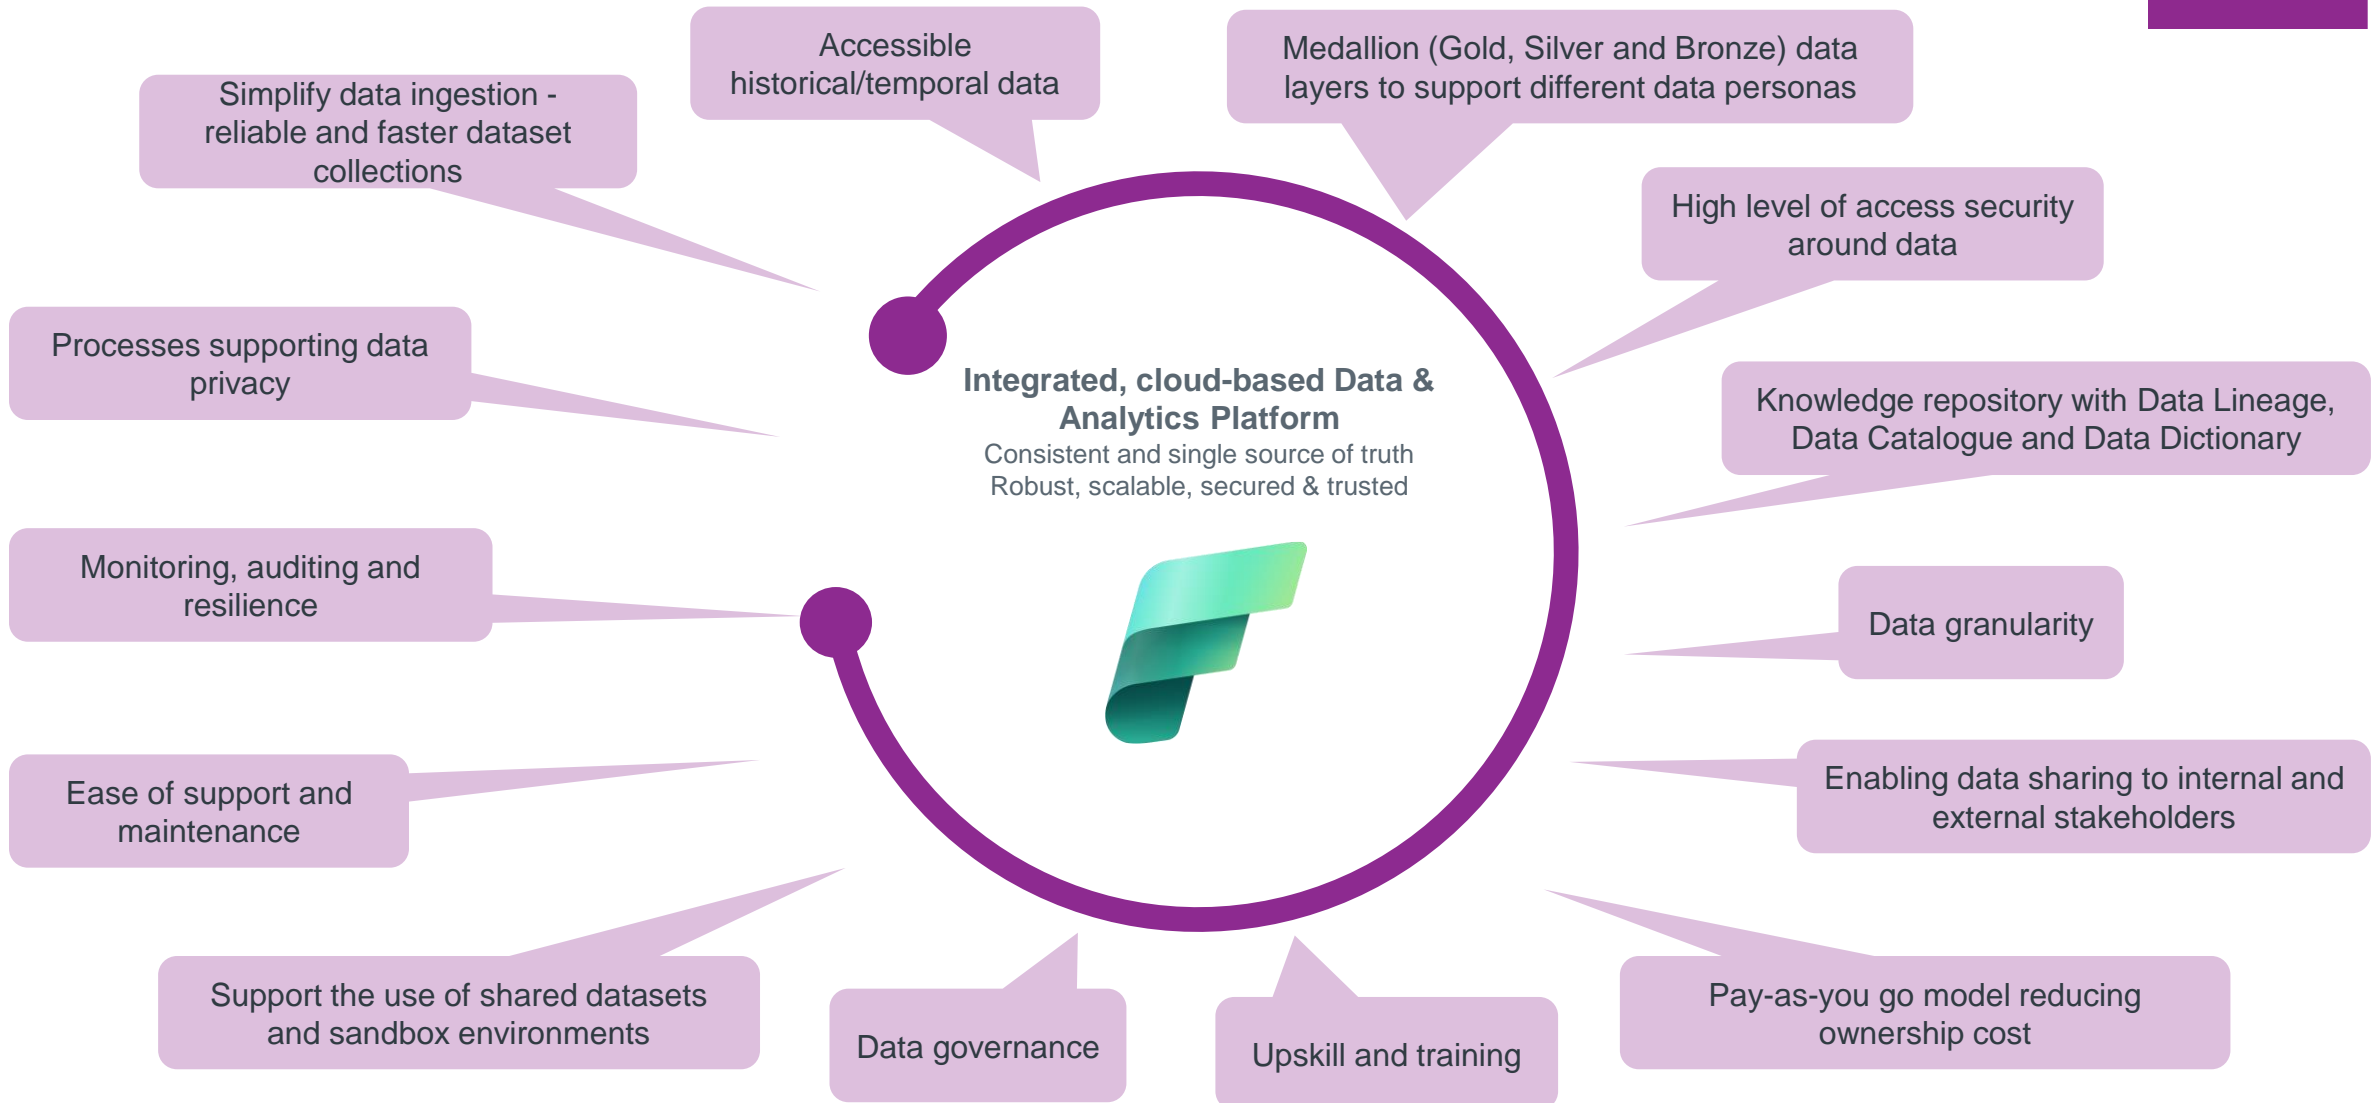 Accessible
historical/temporal data
Medallion (Gold, Silver and Bronze) data
layers to support different data personas
Simplify data ingestion -
reliable and faster dataset
collections
High level of access security
around data
Processes supporting data
privacy
Integrated, cloud-based Data &
Analytics Platform
Consistent and single source of truth
Robust, scalable, secured & trusted
Knowledge repository with Data Lineage,
Data Catalogue and Data Dictionary
Monitoring, auditing and
resilience
Data granularity
Ease of support and
maintenance
Enabling data sharing to internal and
external stakeholders
Support the use of shared datasets
and sandbox environments
Data governance
Upskill and training
Pay-as-you go model reducing
ownership cost